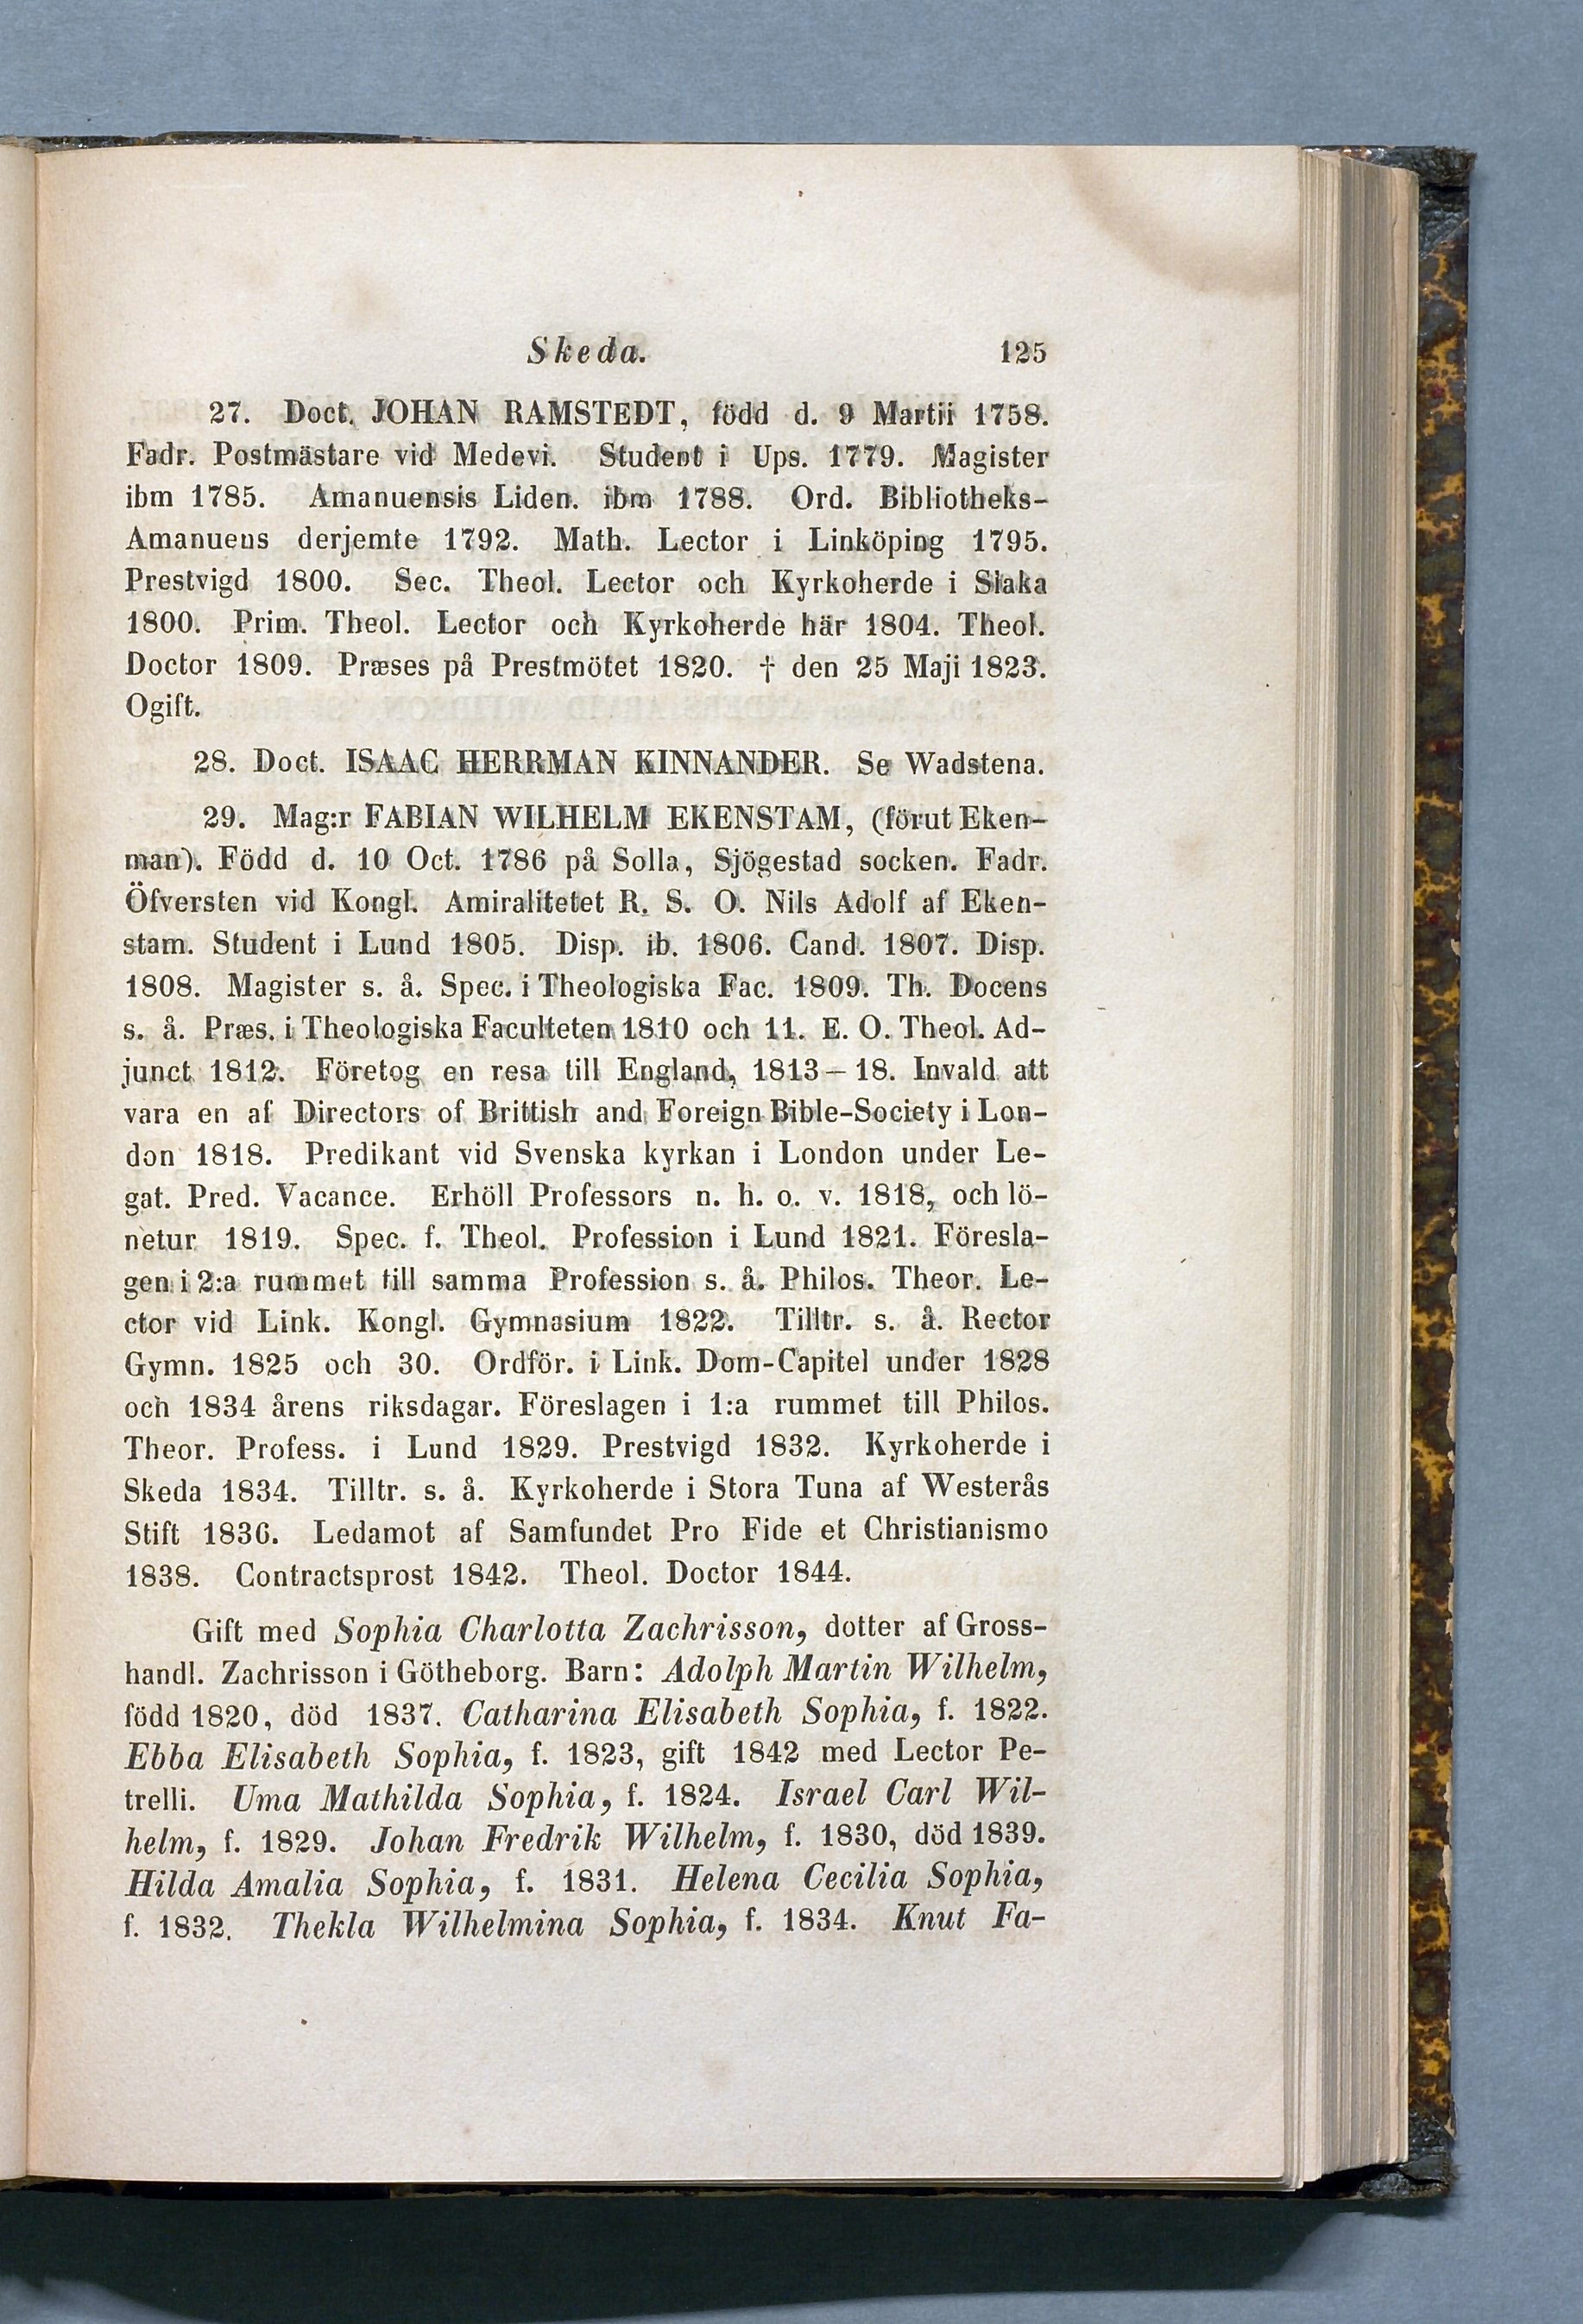 Skeda. 125
27. Doct. JOHAN RAMSTEDT, född d. 9 Martii 1758.
Fadr. Postmästare vid Medevi. Student i Ups. 1779. Magister
ibm 1785. Amanuensis Liden. ibm 1788. Ord. Bibliotheks-
Amanuens derjemte 1792. Math. Lector i Linköping 1795.
Prestvigd 1800. Sec. Theol. Lector och Kyrkoherde i Slaka
1800. Prim. Theol. Lector och Kyrkoherde här 1804. Theol.
Doctor 1809. Præses på Prestmötet 1820. † den 25 Maji 1823.
Ogift.
28. Doct. ISAAC HERRMAN KINNANDER. Se Wadstena.
29. Mag:r FABIAN WILHELM EKENSTAM, (förut Eken-
man). Född d. 10 Oct. 1786 på Solla, Sjögestad socken. Fadr.
Öfversten vid Kongl. Amiralitetet R. S. O. Nils Adolf af Eken-
stam. Student i Lund 1805. Disp. ib. 1806. Cand. 1807. Disp.
1808. Magister s. å. Spec. i Theologiska Fac. 1809. Th. Docens
s. å. Præs. i Theologiska Faculteten 1810 och 11. E. O. Theol. Ad-
junct 1812. Företog en resa till England, 1813–18. Invald att
vara en af Directors of Brittish and Foreign Bible-Society i Lon-
don 1818. Predikant vid Svenska kyrkan i London under Le-
gat. Pred. Vacance. Erhöll Professors n. h. o. v. 1818, och lö-
netur 1819. Spec. f. Theol. Profession i Lund 1821. Föresla-
gen i 2:a rummet till samma Profession s. å. Philos. Theor. Le-
ctor vid Link. Kongl. Gymnasium 1822. Tilltr. s. å. Rector
Gymn. 1825 och 30. Ordför. i Link. Dom-Capitel under 1828
och 1834 årens riksdagar. Föreslagen i 1:a rummet till Philos.
Theor. Profess. i Lund 1829. Prestvigd 1832. Kyrkoherde i
Skeda 1834. Tilltr. s. å. Kyrkoherde i Stora Tuna af Westerås
Stift 1836. Ledamot af Samfundet Pro Fide et Christianismo
1838. Contractsprost 1842. Theol. Doctor 1844.
Gift med Sophia Charlotta Zachrisson, dotter af Gross-
handl. Zachrisson i Götheborg. Barn: Adolph Martin Wilhelm,
född 1820, död 1837. Catharina Elisabeth Sophia, f. 1822.
Ebba Elisabeth Sophia, f. 1823, gift 1842 med Lector Pe-
trelli. Uma Mathilda Sophia, f. 1824. Israel Carl Wil-
helm, f. 1829. Johan Fredrik Wilhelm, f. 1830, död 1839.
Hilda Amalia Sophia, f. 1831. Helena Cecilia Sophia,
f. 1832. Thekla Wilhelmina Sophia, f. 1834. Knut Fa-